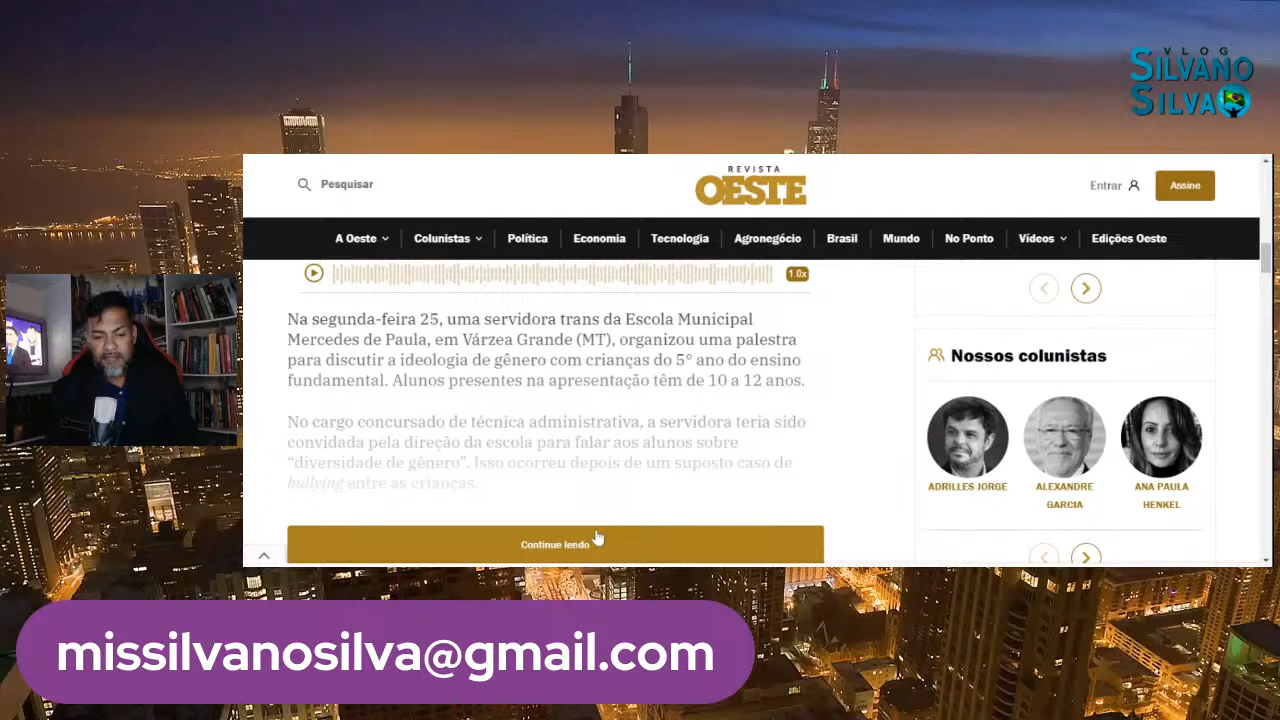 VLOG
SILVANO
SILVA
Pesquisar
REVISTA
OESTE
Entrar
Assine
A Oeste
Colunistas
Política
Economia
Tecnologia
Agronegócio
Brasil
Mundo
No Ponto
Vídeos
Edições Oeste
1.0x
Na segunda-feira 25, uma servidora trans da Escola Municipal
Mercedes de Paula, em Várzea Grande (MT), organizou uma palestra
para discutir a ideologia de gênero com crianças do 5° ano do ensino
fundamental. Alunos presentes na apresentação têm de 10 a 12 anos.
No cargo concursado de técnica administrativa, a servidora teria sido
convidada pela direção da escola para falar aos alunos sobre
“diversidade de gênero”. Isso ocorreu depois de um suposto caso de
bullying entre as crianças.
Continue lendo
Nossos colunistas
ADRILLES JORGE
ALEXANDRE
GARCIA
ANA PAULA
HENKEL
missilvanosilva@gmail.com